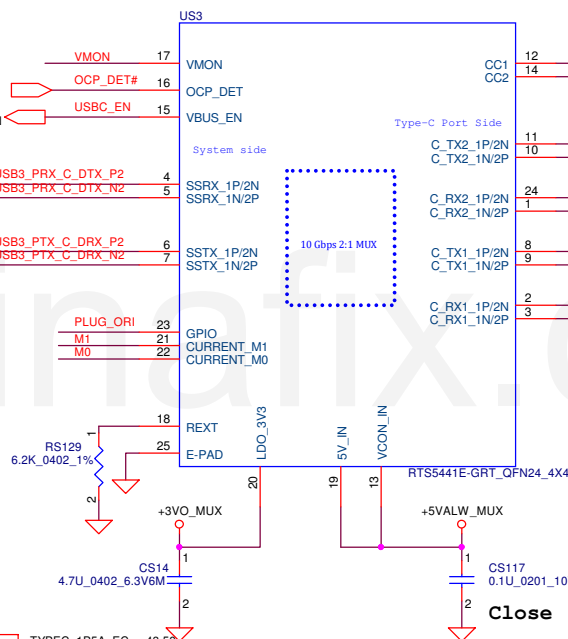 US3
VMON 17 VMON
OCP_DET# 16 OCP_DET
USBC_EN 15 VBUS_EN
CC1 12
CC2 14
Type-C Port Side
System side
C_TX2_1P/2N 11
C_TX2_1N/2P 10
USB3_PRX_C_DTX_P2 4 SSRX_1P/2N
USB3_PRX_C_DTX_N2 5 SSRX_1N/2P
C_RX2_1P/2N 24
C_RX2_1N/2P 1
10 Gbps 2:1 MUX
USB3_PTX_C_DRX_P2 6 SSTX_1P/2N
USB3_PTX_C_DRX_N2 7 SSTX_1N/2P
C_TX1_1P/2N 8
C_TX1_1N/2P 9
C_RX1_1P/2N 2
C_RX1_1N/2P 3
PLUG_ORI 23 GPIO
M1 21 CURRENT_M1
M0 22 CURRENT_M0
inafix.c
18 REXT
25 E-PAD
LDO_3V3 20
5V_IN 19
VCON_IN 13
RTS5441E-GRT_QFN24_4X4
1
RS129
6.2K_0402_1%
2
+3VO_MUX
+5VALW_MUX
1
CS14
4.7U_0402_6.3V6M
2
1
CS117
0.1U_0201_10
2
Close